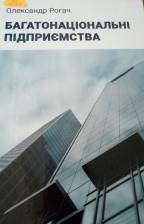 Олександр Рогач
БАГАТОНАЦІОНАЛЬНІ
ПІДПРИЄМСТВА